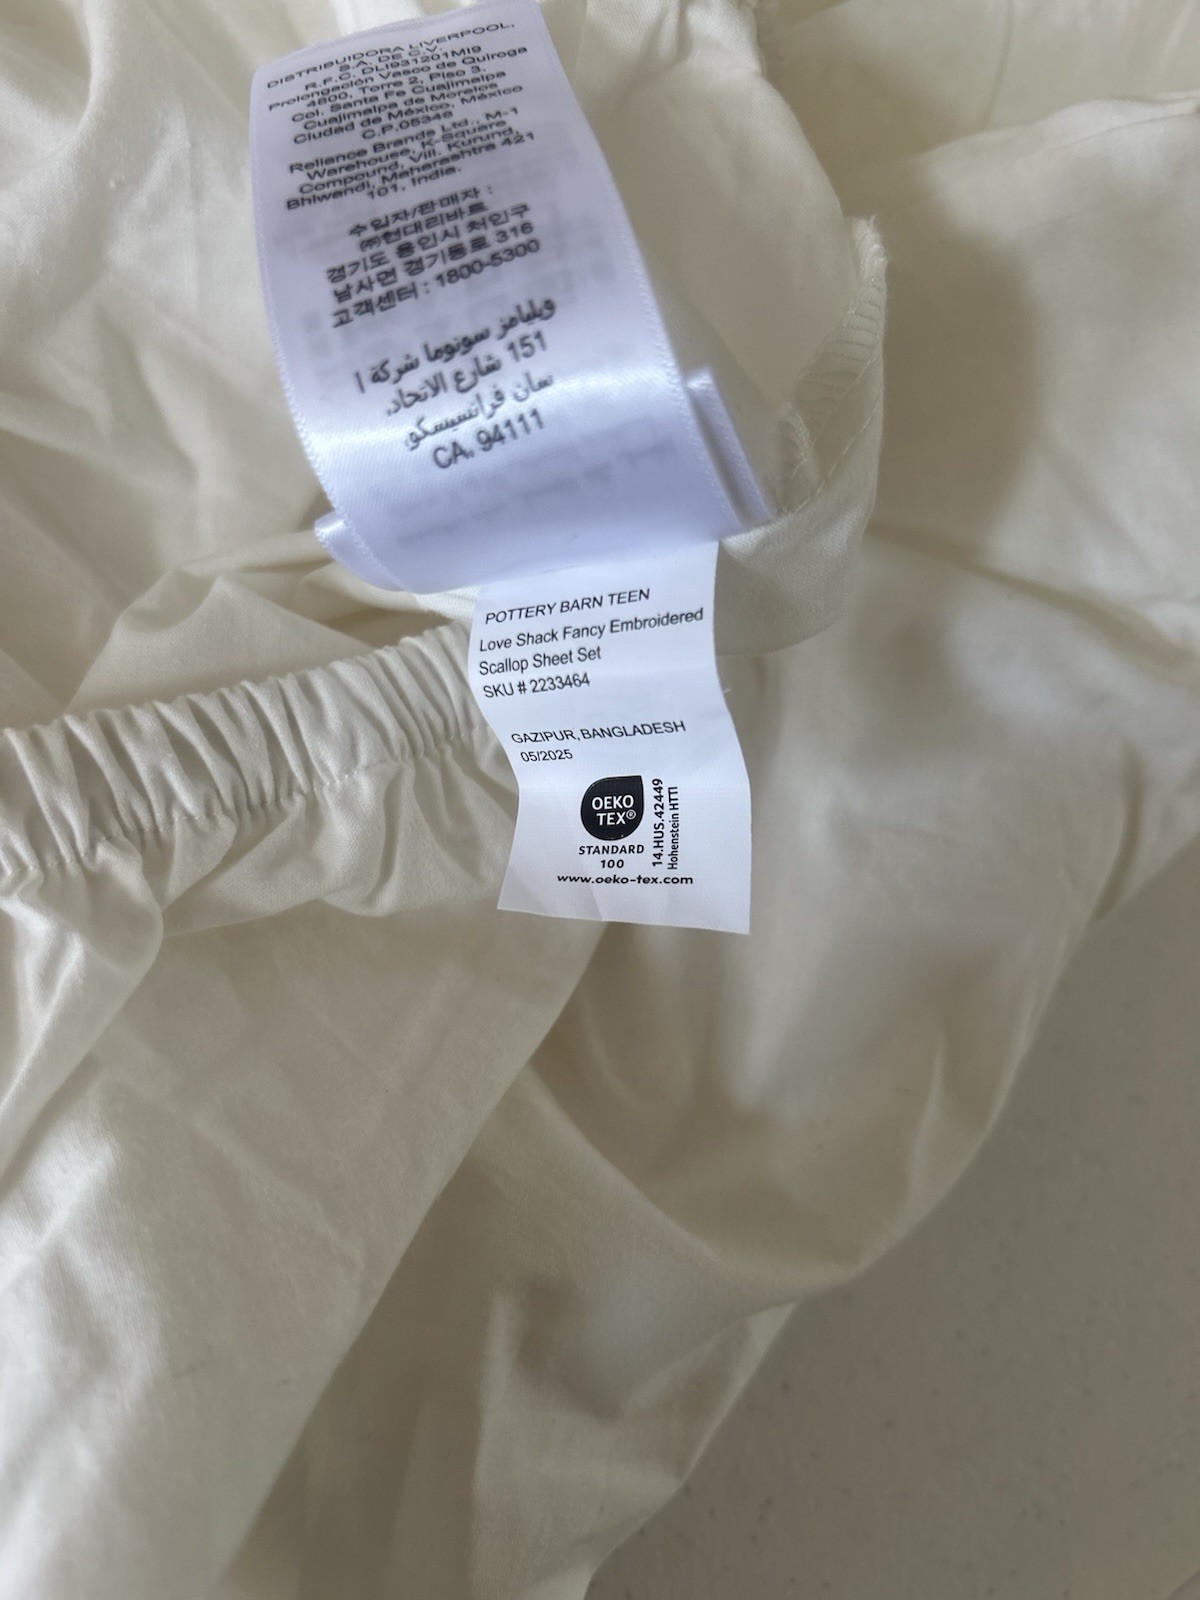 DISTRIBUIDORA LIVERPOOL,
S.A. DE C.V.
R.F.C. DLI931201MI9
Prolongación Vasco de Quiroga
4800, Torre 2, Piso 3.
Col. Santa Fe Cuajimalpa
Cuajimalpa de Morelos
Ciudad de México, México
C.P.05348
Reliance Brands Ltd., M-1
Warehouse, K-Square
Compound, Vill. Kurund,
Bhiwandi, Maharashtra 421
101, India.
수입자/판매자 :
㈜현대리바트
경기도 용인시 처인구
남사면 경기동로 316
고객센터 : 1800-5300
ويليامز سونوما شركة ا
151 شارع الاتحاد,
سان فرانسيسكو,
CA, 94111
POTTERY BARN TEEN
Love Shack Fancy Embroidered
Scallop Sheet Set
SKU # 2233464
GAZIPUR, BANGLADESH
05/2025
OEKO
TEX®
STANDARD
100
14.HUS.42449
Hohenstein HTTI
www.oeko-tex.com